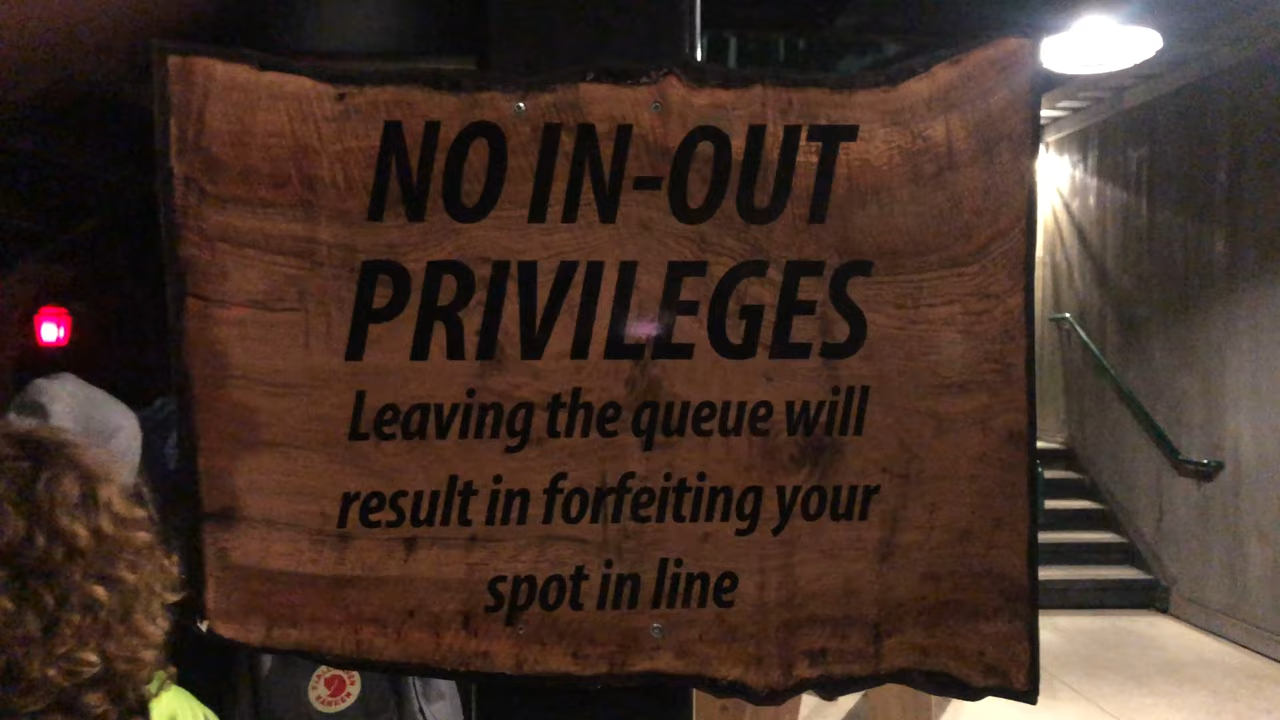 NO IN-OUT
PRIVILEGES
Leaving the queue will
result in forfeiting your
spot in line